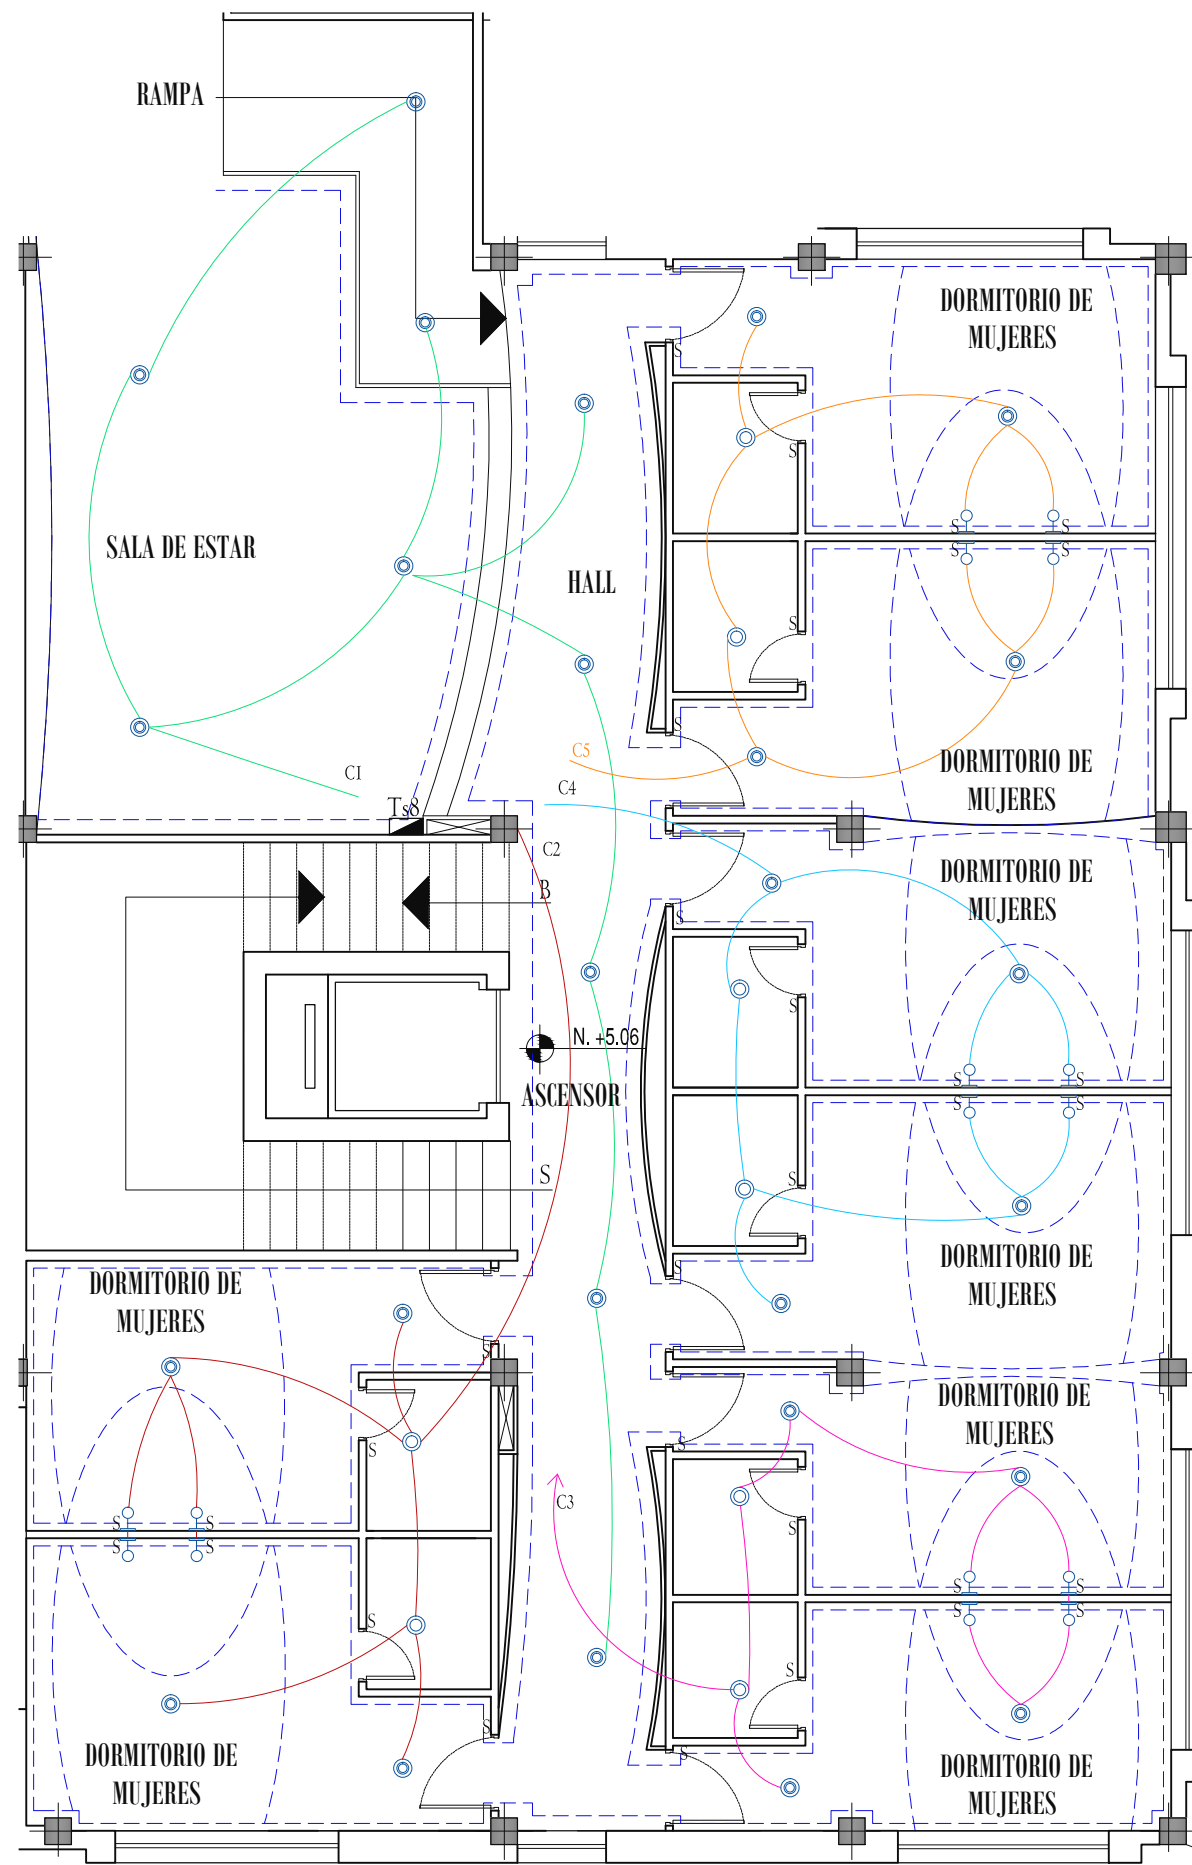 RAMPA
DORMITORIO DE
MUJERES
S
S
SALA DE ESTAR
S
S
S
S
HALL
S
S
C5
DORMITORIO DE
MUJERES
C1
C4
Ts8
C2
DORMITORIO DE
MUJERES
B
S
S
N. +5.06
S
S
ASCENSOR
S
S
S
S
DORMITORIO DE
MUJERES
S
DORMITORIO DE
MUJERES
S
DORMITORIO DE
MUJERES
S
S
C3
S
S
S
S
S
S
S
S
S
S
S
S
S
DORMITORIO DE
MUJERES
DORMITORIO DE
MUJERES